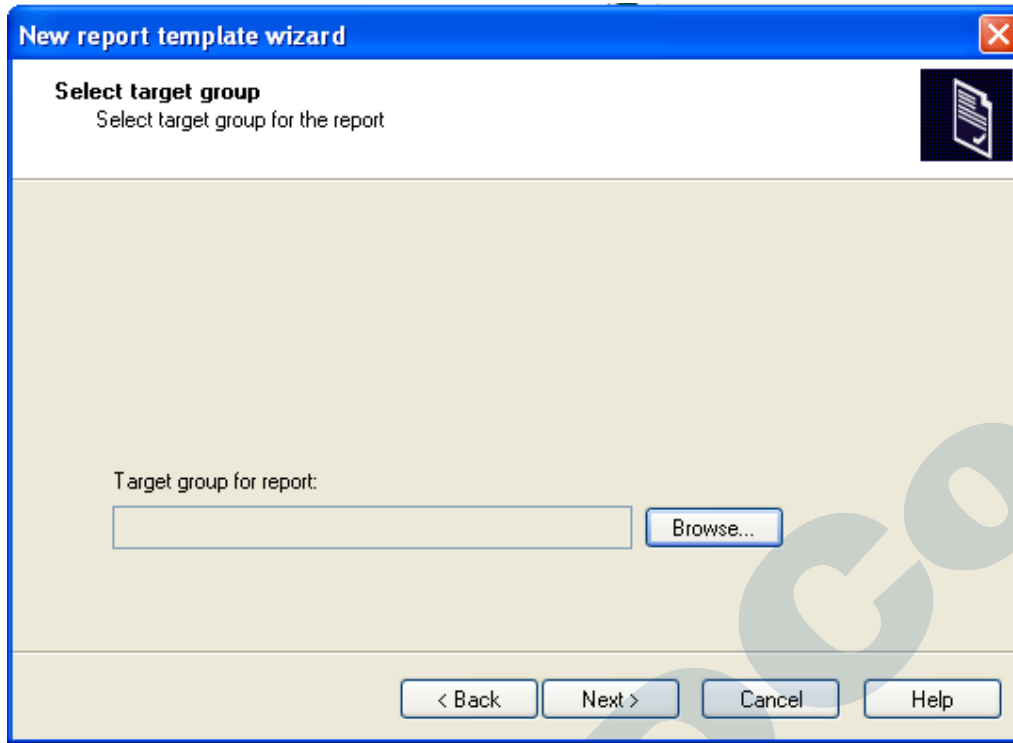 New report template wizard
Select target group
Select target group for the report
Target group for report:
Browse...
< Back Next > Cancel Help